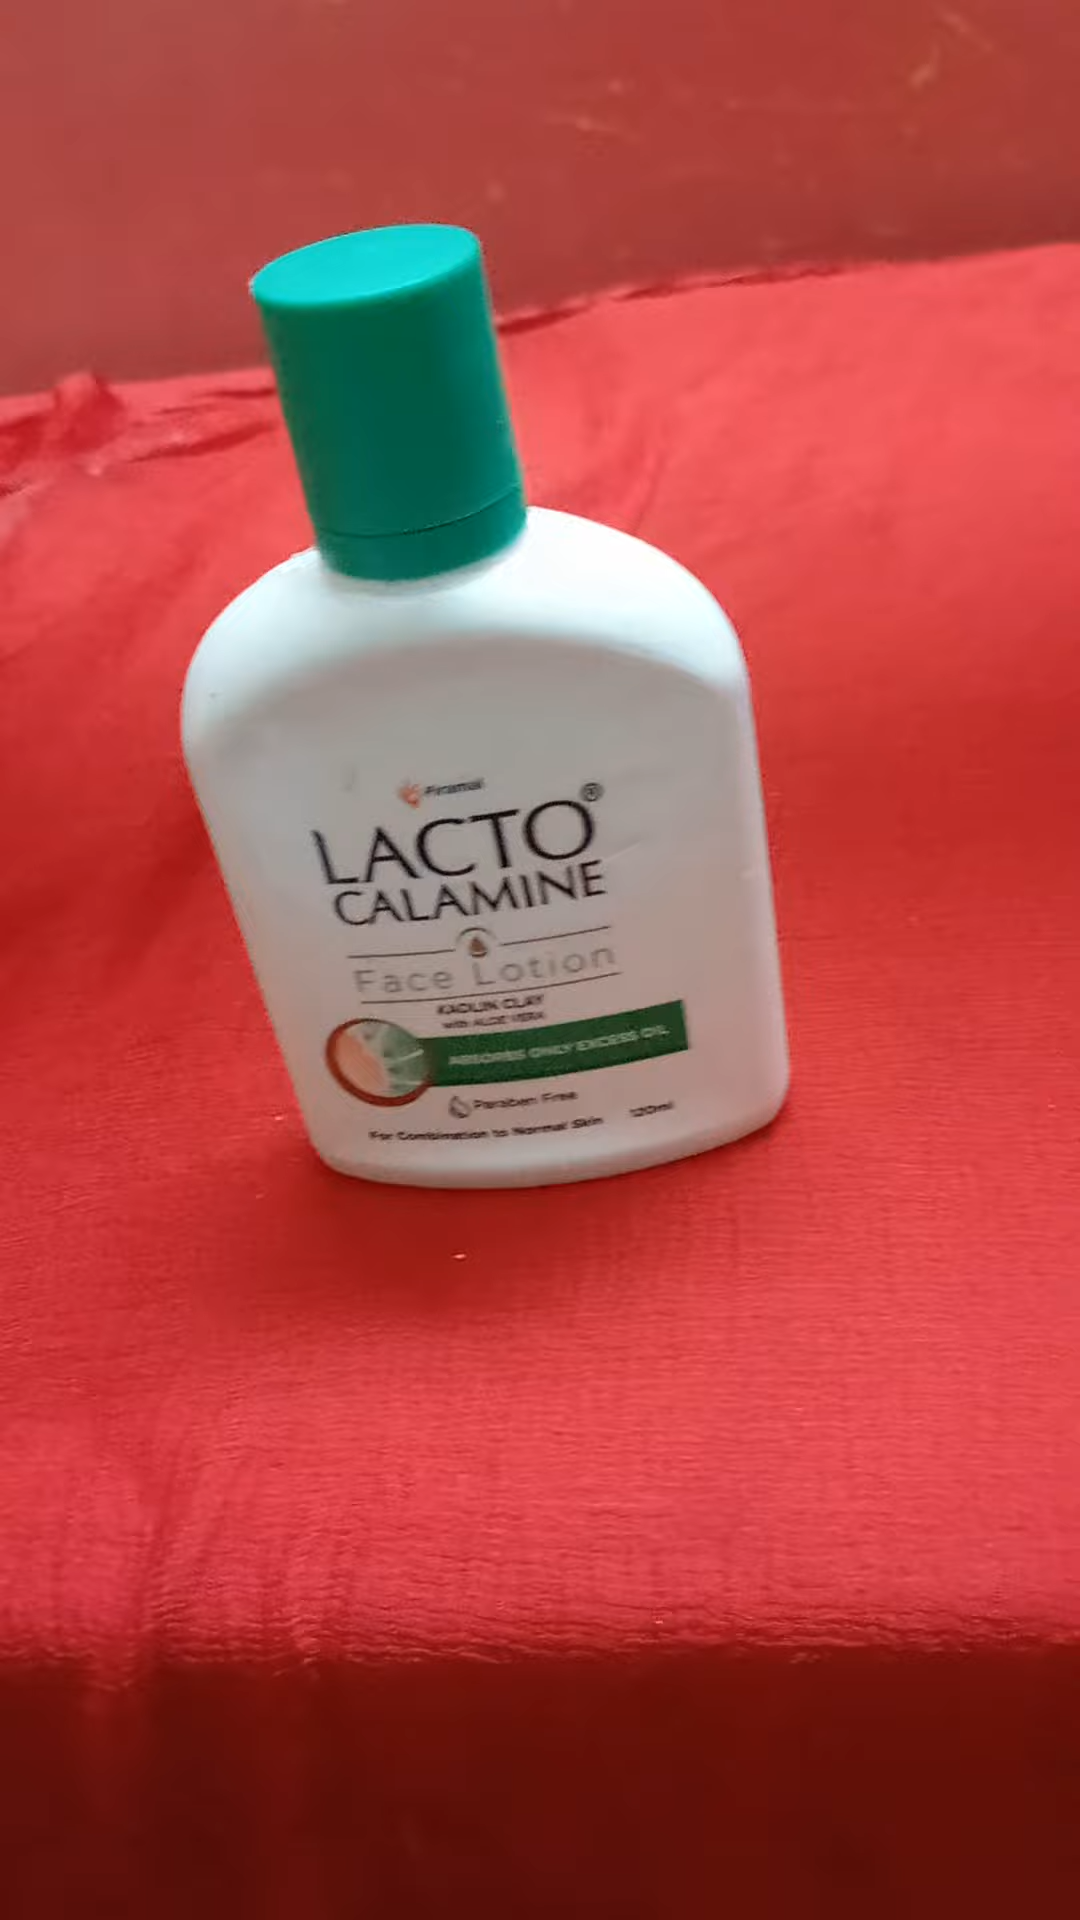 Piramal
LACTO®
CALAMINE
Face Lotion
KAOLIN CLAY
with ALOE VERA
ABSORBS ONLY EXCESS OIL
Paraben Free
For Combination to Normal Skin 120ml